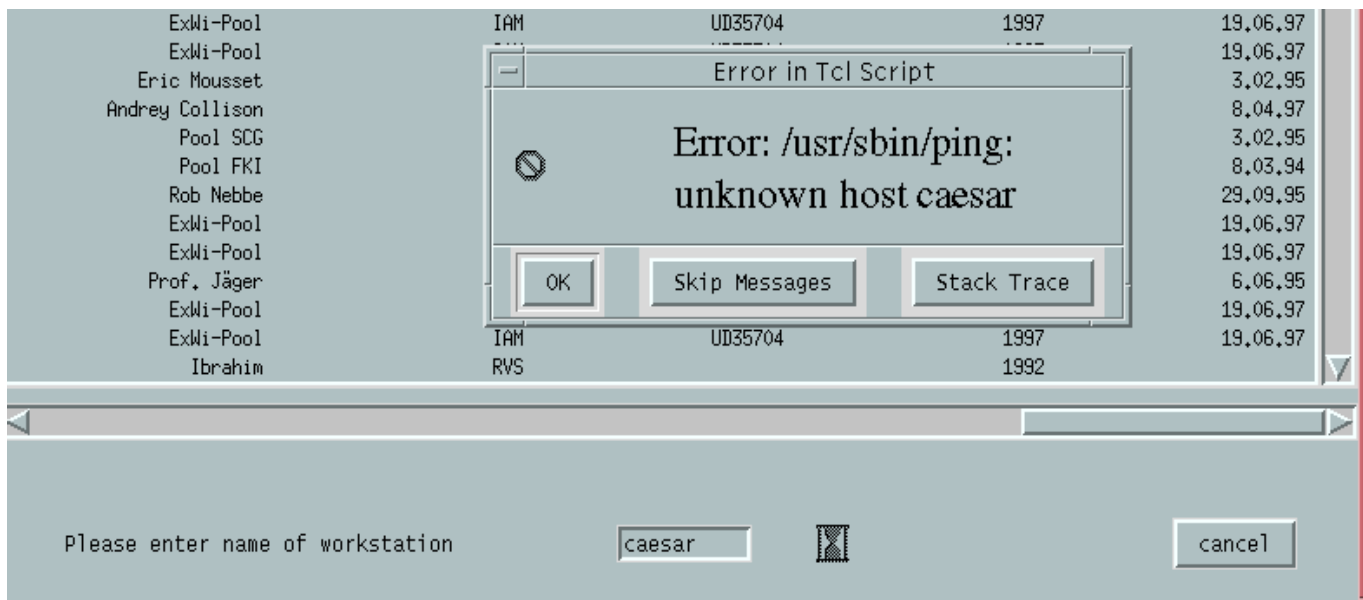 ExWi-Pool IAM UD35704 1997 19.06.97
ExWi-Pool 19.06.97
Error in Tcl Script
Eric Mousset 3.02.95
Andrey Collison 8.04.97
Pool SCG 3.02.95
Error: /usr/sbin/ping:
Pool FKI 8.03.94
unknown host caesar
Rob Nebbe 29.09.95
ExWi-Pool 19.06.97
ExWi-Pool 19.06.97
Prof. Jäger 6.06.95
OK Skip Messages Stack Trace
ExWi-Pool 19.06.97
ExWi-Pool IAM UD35704 1997 19.06.97
Ibrahim RVS 1992
Please enter name of workstation caesar cancel